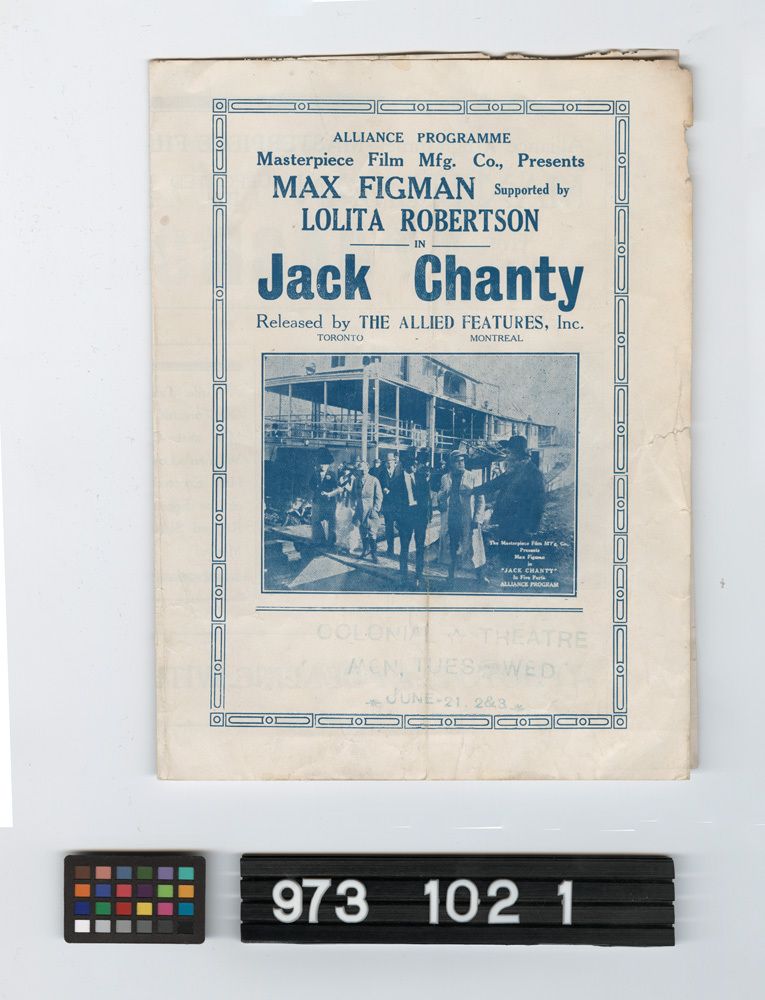 ALLIANCE PROGRAMME
Masterpiece Film Mfg. Co., Presents
MAX FIGMAN Supported by
LOLITA ROBERTSON
IN
Jack Chanty
Released by THE ALLIED FEATURES, Inc.
TORONTO - MONTREAL
The Masterpiece Film M'f'g. Co.
Presents
Max Figman
in
"JACK CHANTY"
In Five Parts
ALLIANCE PROGRAM
COLONIAL THEATRE
MON, TUES WED
JUNE-21. 2&3
973 102 1